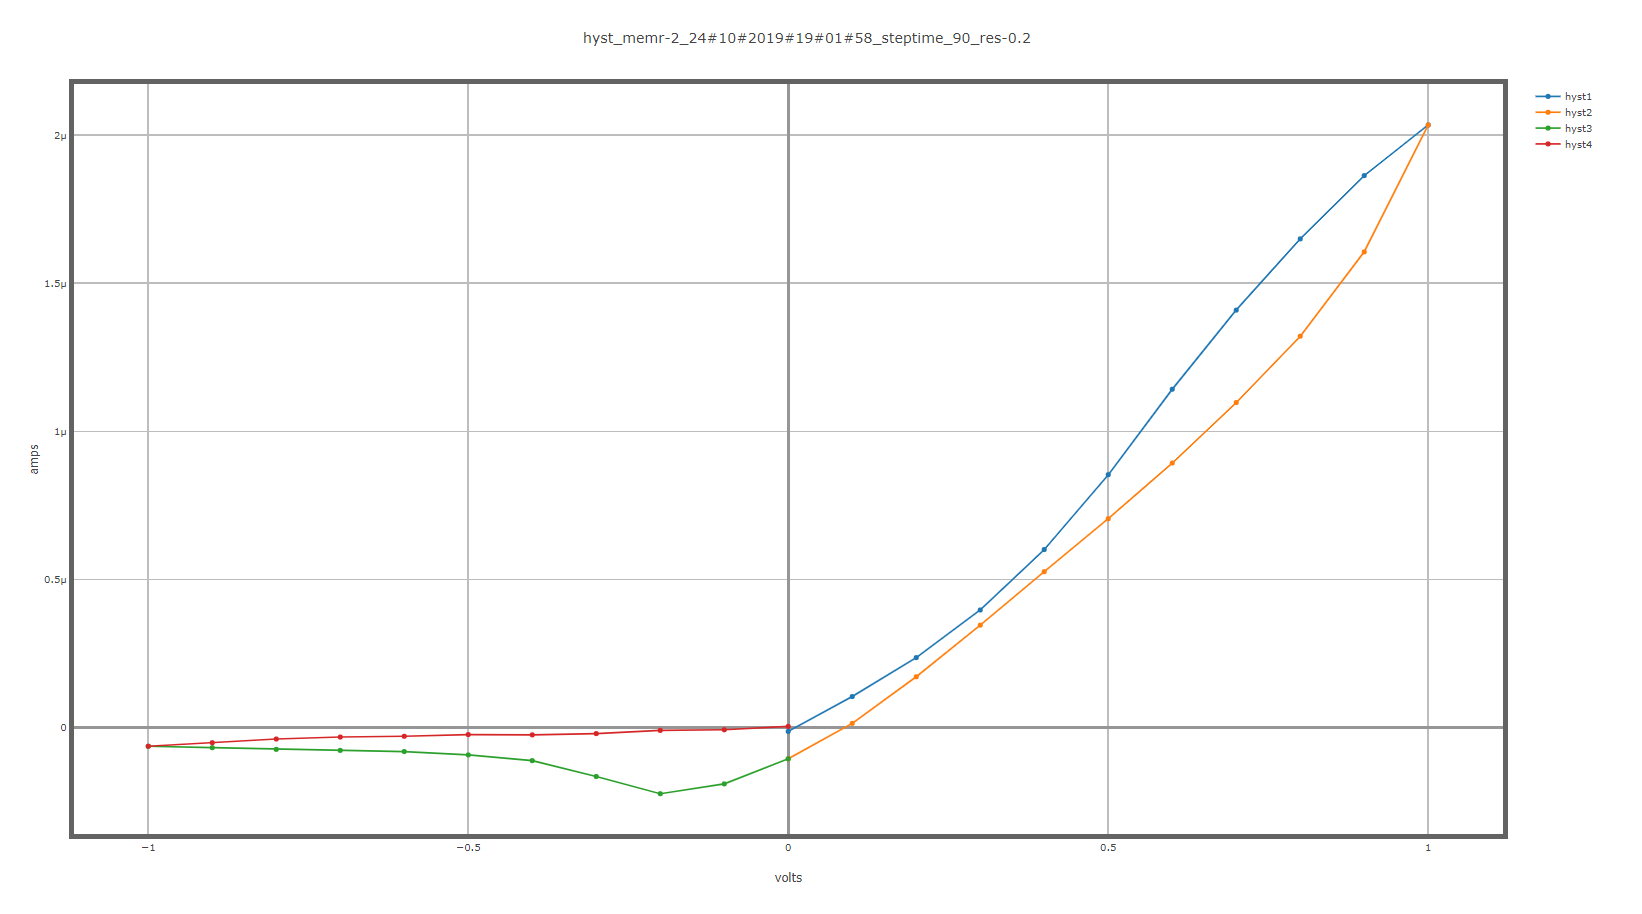 hyst_memr-2_24#10#2019#19#01#58_steptime_90_res-0.2
hyst1
hyst2
hyst3
hyst4
2μ
1.5μ
1μ
0.5μ
0
amps
−1
−0.5
0
0.5
1
volts